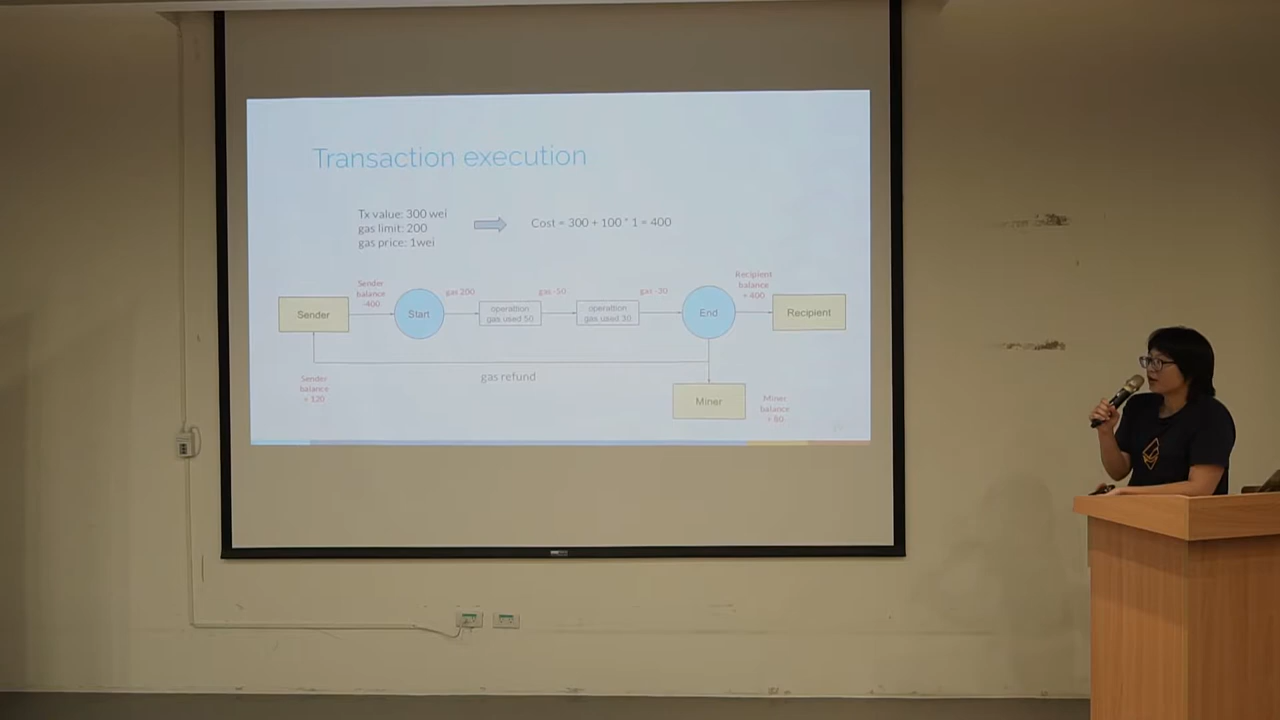 Transaction execution
Tx value: 300 wei
gas limit: 200
gas price: 1wei
Cost = 300 + 100 * 1 = 400
Sender
balance
-400
gas 200
gas -50
gas -30
Recipient
balance
+ 400
Sender
Start
operattion
gas used 50
operattion
gas used 30
End
Recipient
gas refund
Sender
balance
+ 120
Miner
Miner
balance
+ 80